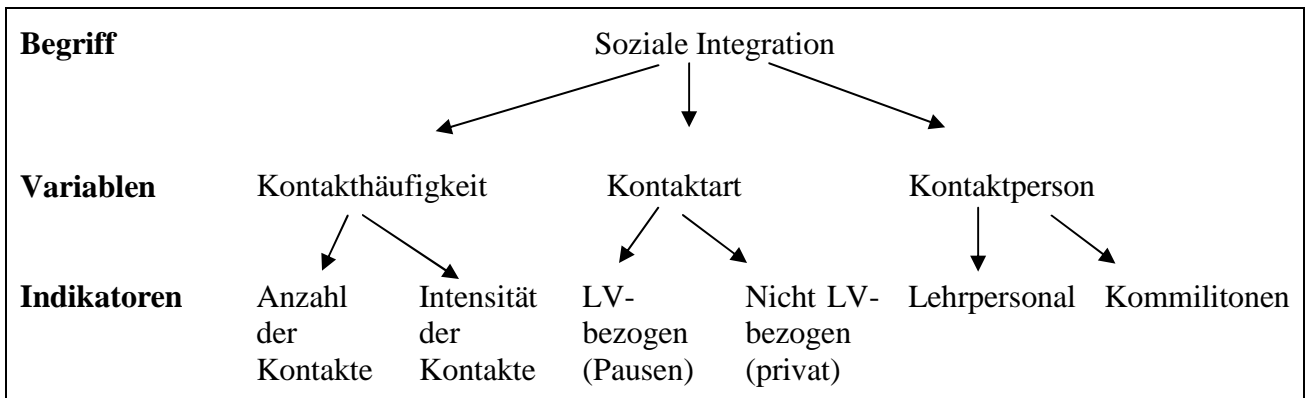 Begriff Soziale Integration
Variablen Kontakthäufigkeit Kontaktart Kontaktperson
Indikatoren Anzahl Intensität LV- Nicht LV- Lehrpersonal Kommilitonen
der der bezogen bezogen
Kontakte Kontakte (Pausen) (privat)